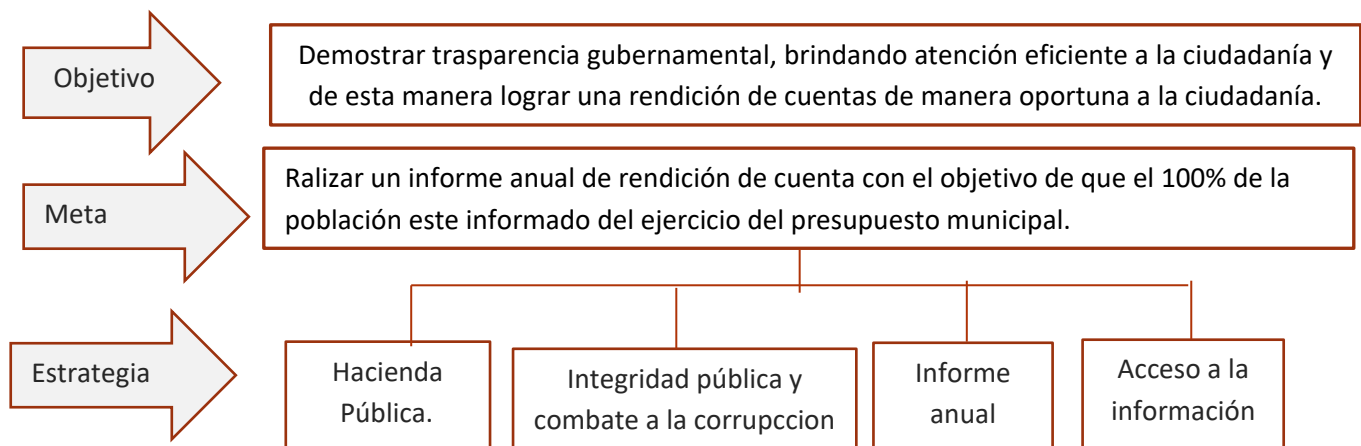 Objetivo
Demostrar trasparencia gubernamental, brindando atención eficiente a la ciudadanía y
de esta manera lograr una rendición de cuentas de manera oportuna a la ciudadanía.
Meta
Ralizar un informe anual de rendición de cuenta con el objetivo de que el 100% de la
población este informado del ejercicio del presupuesto municipal.
Estrategia
Hacienda
Pública.
Integridad pública y
combate a la corrupccion
Informe
anual
Acceso a la
información